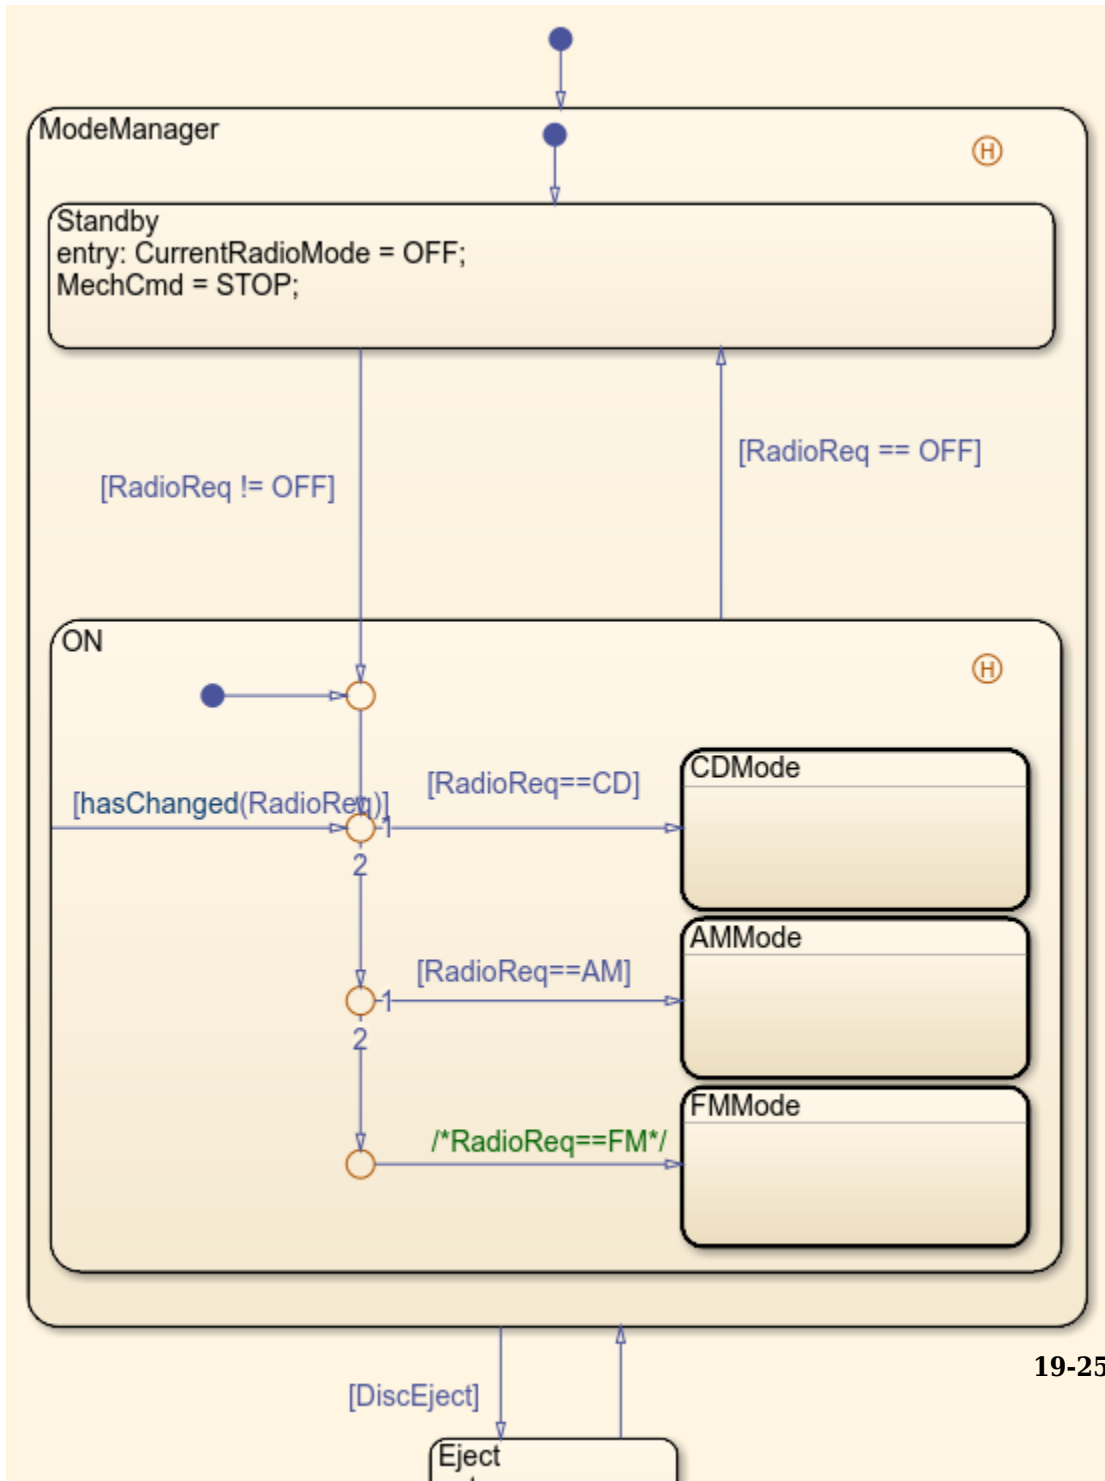 ModeManager
H
Standby
entry: CurrentRadioMode = OFF;
MechCmd = STOP;
[RadioReq == OFF]
[RadioReq != OFF]
ON
H
CDMode
[RadioReq==CD]
[hasChanged(RadioReq)]
1
2
AMMode
[RadioReq==AM]
1
2
FMMode
/*RadioReq==FM*/
19-25
[DiscEject]
Eject